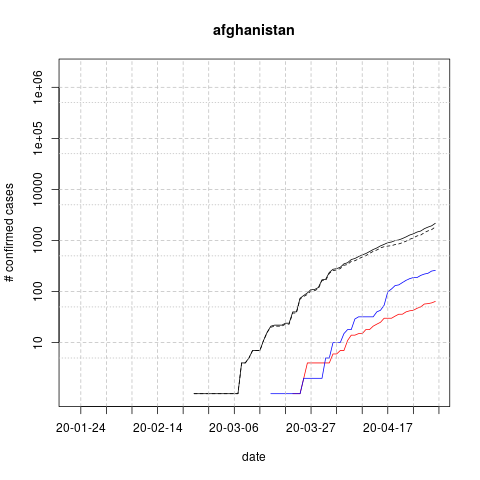 afghanistan
# confirmed cases
1e+06
1e+05
10000
1000
100
10
20-01-24
20-02-14
20-03-06
20-03-27
20-04-17
date